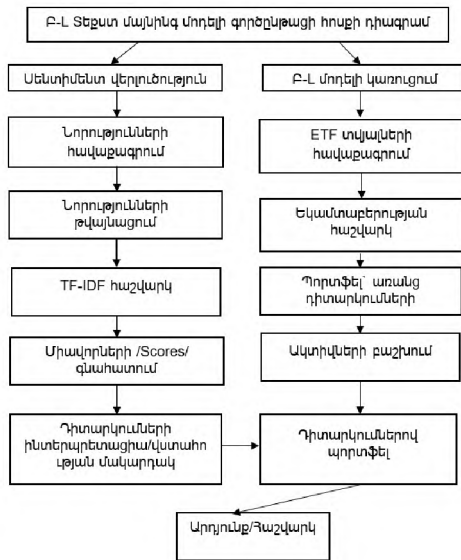 Բ-Լ Տեքստ մայնինգ մոդելի գործընթացի հոսքի դիագրամ
Սենտիմենտ վերլուծություն
Նորությունների
հավաքագրում
Նորությունների
թվայնացում
TF-IDF հաշվարկ
Միավորների /Scores/
գնահատում
Դիտարկումների
ինտերպրետացիա/վստահո
ւթյան մակարդակ
Բ-Լ մոդելի կառուցում
ETF տվյալների
հավաքագրում
Եկամտաբերության
հաշվարկ
Պորտֆել՝ առանց
դիտարկումների
Ակտիվների բաշխում
Դիտարկումներով
պորտֆել
Արդյունք/Հաշվարկ